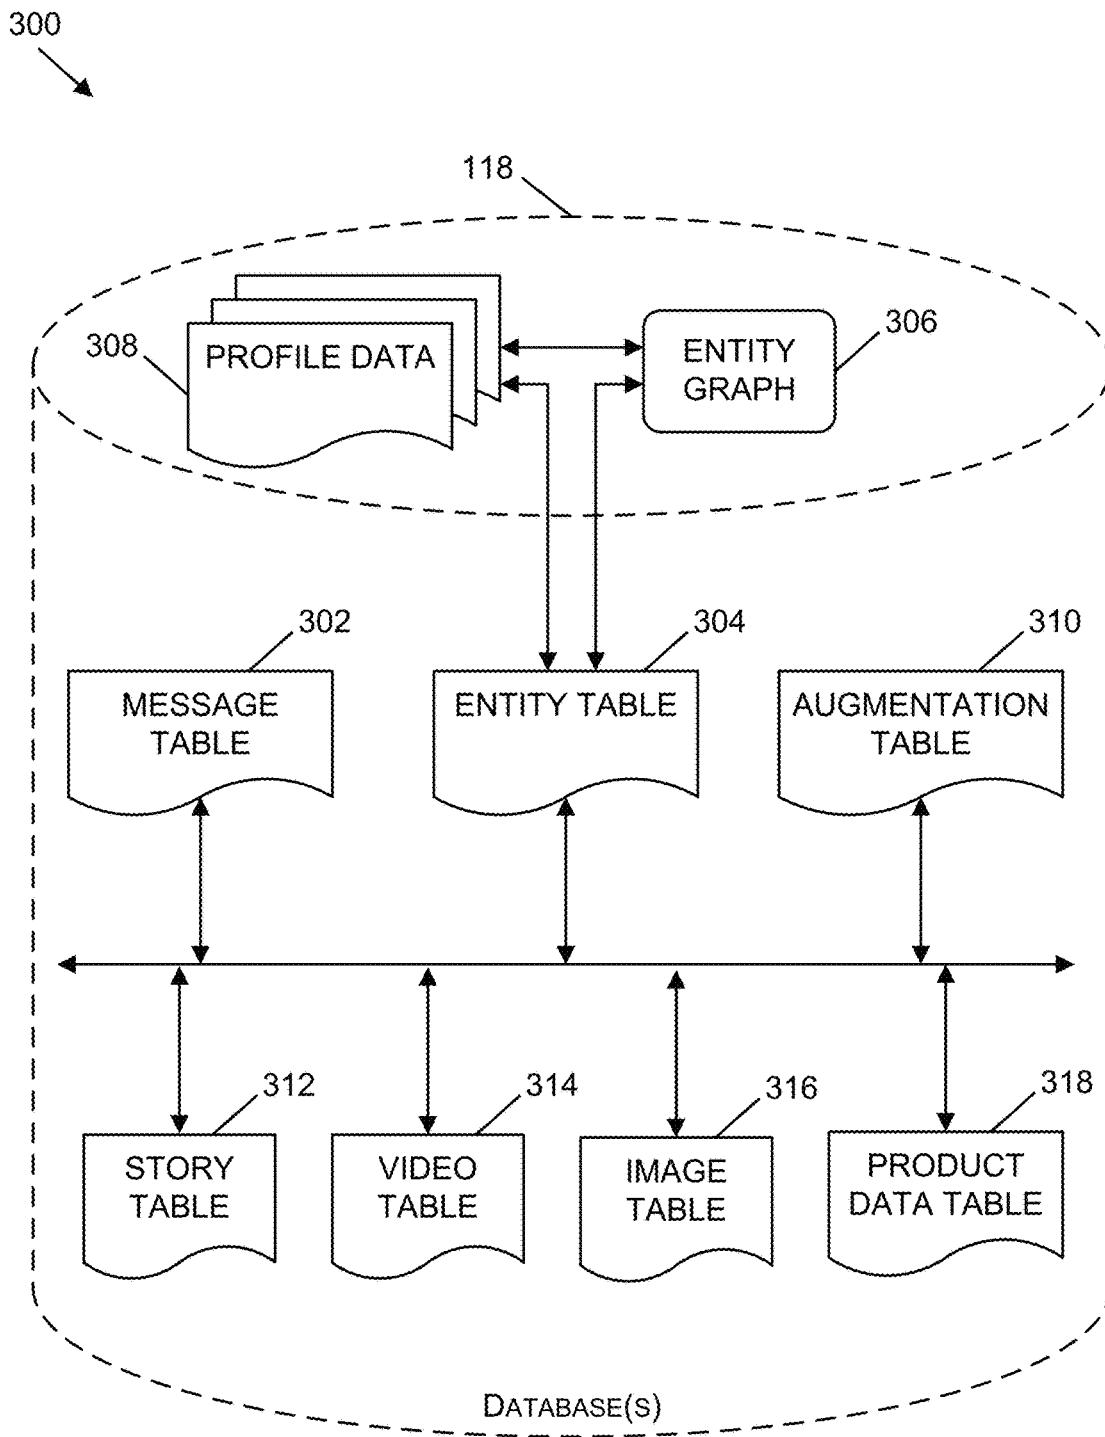 300
118
308
PROFILE DATA
ENTITY
GRAPH
306
302
304
310
MESSAGE
TABLE
ENTITY TABLE
AUGMENTATION
TABLE
312
314
316
318
STORY
TABLE
VIDEO
TABLE
IMAGE
TABLE
PRODUCT
DATA TABLE
DATABASE(S)